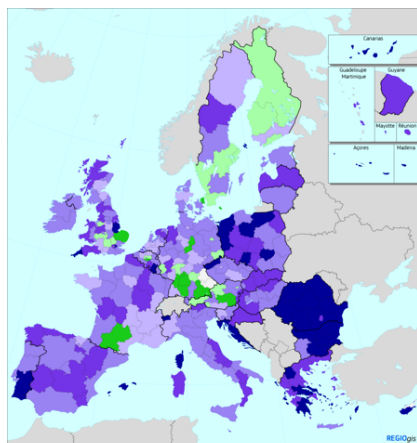 Canarias
Guadeloupe
Martinique
Guyane
Mayotte
Réunion
Açores
Madeira
REGIOgis